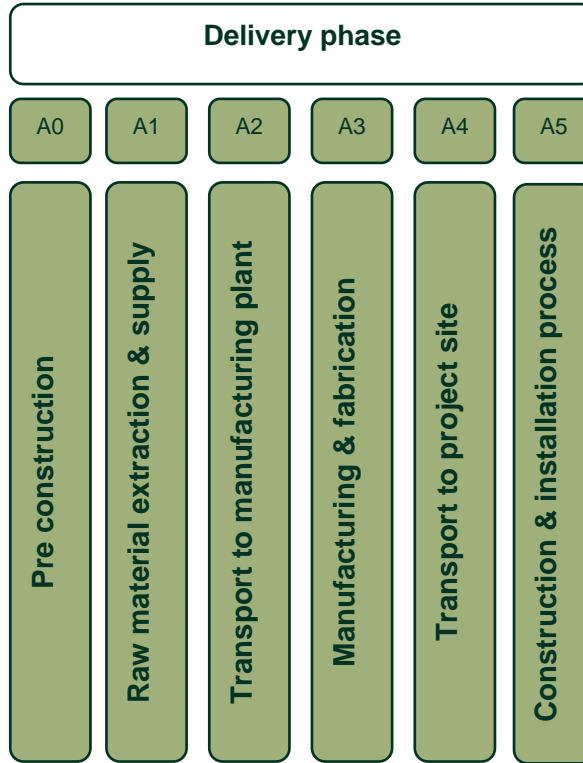 Delivery phase
A0
A1
A2
A3
A4
A5
Pre construction
Raw material extraction & supply
Transport to manufacturing plant
Manufacturing & fabrication
Transport to project site
Construction & installation process